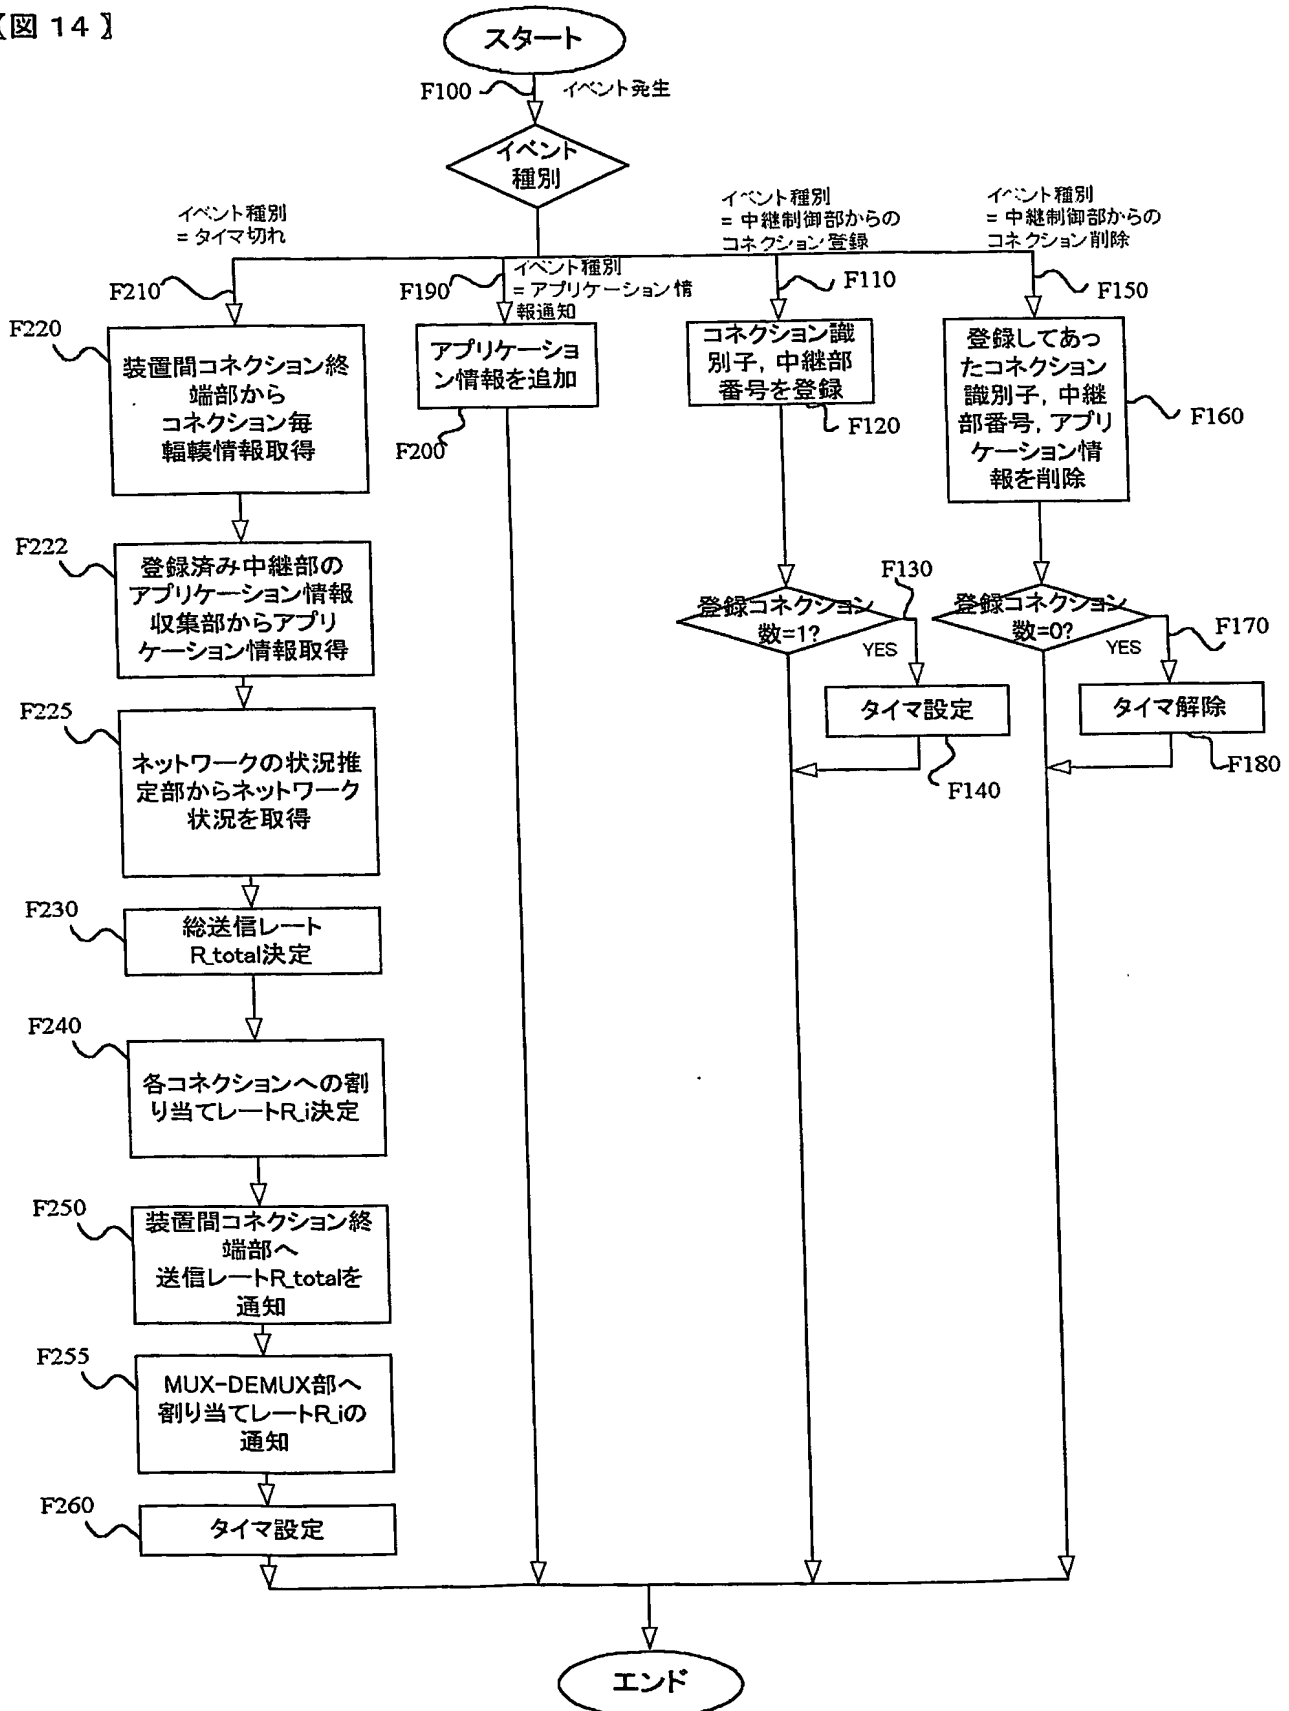 【図 14 】
スタート
F100
イベント発生
イベント
種別
イベント種別
= タイマ切れ
イベント種別
= アプリケーション情
報通知
イベント種別
= 中継制御部からの
コネクション登録
イベント種別
= 中継制御部からの
コネクション削除
F210
F190
F110
F150
F220
装置間コネクション終
端部から
コネクション毎
輻輳情報取得
アプリケーショ
ン情報を追加
F200
コネクション識
別子, 中継部
番号を登録
F120
登録してあっ
たコネクション
識別子, 中継
部番号, アプリ
ケーション情
報を削除
F160
F222
登録済み中継部の
アプリケーション情報
収集部からアプリ
ケーション情報取得
登録コネクション
数=1?
F130
YES
タイマ設定
F140
登録コネクション
数=0?
F170
YES
タイマ解除
F180
F225
ネットワークの状況推
定部からネットワーク
状況を取得
F230
総送信レート
R_total決定
F240
各コネクションへの割
り当てレートR_i決定
F250
装置間コネクション終
端部へ
送信レートR_totalを
通知
F255
MUX-DEMUX部へ
割り当てレートR_iの
通知
F260
タイマ設定
エンド